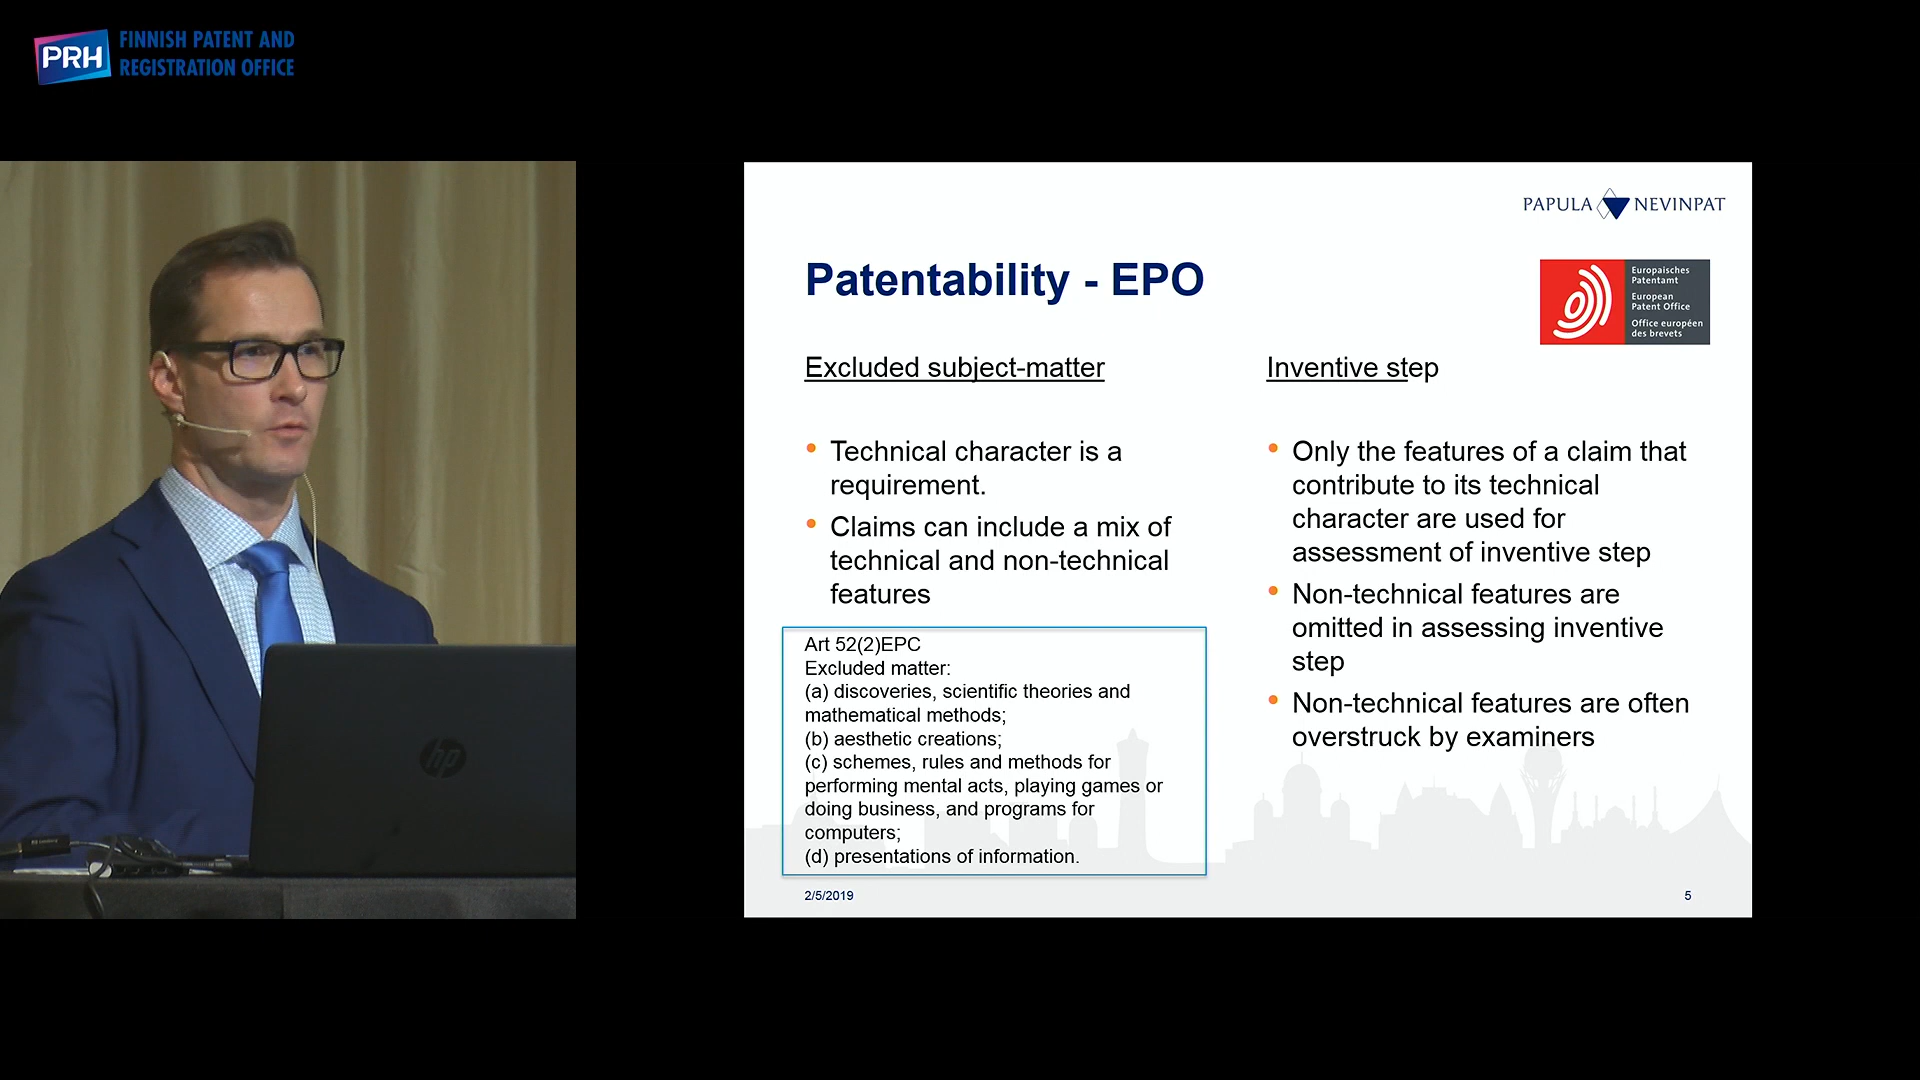 PRH
FINNISH PATENT AND
REGISTRATION OFFICE
PAPULA NEVINPAT
Patentability - EPO
Europäisches
Patentamt
European
Patent Office
Office européen
des brevets
Excluded subject-matter
Technical character is a
requirement.
Claims can include a mix of
technical and non-technical
features
Art 52(2)EPC
Excluded matter:
(a) discoveries, scientific theories and
mathematical methods;
(b) aesthetic creations;
(c) schemes, rules and methods for
performing mental acts, playing games or
doing business, and programs for
computers;
(d) presentations of information.
Inventive step
Only the features of a claim that
contribute to its technical
character are used for
assessment of inventive step
Non-technical features are
omitted in assessing inventive
step
Non-technical features are often
overstruck by examiners
2/5/2019
5
hp